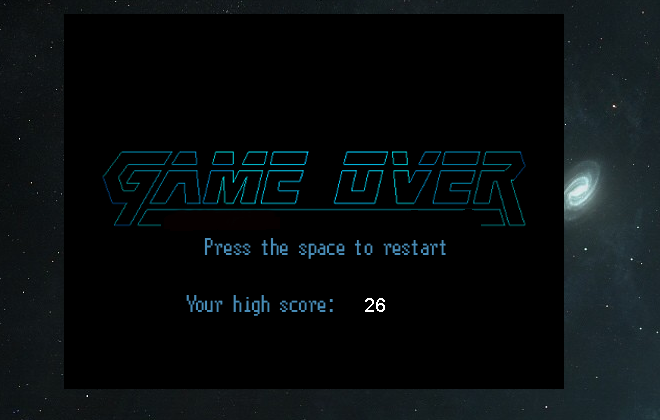 GAME OVER
Press the space to restart
Your high score: 26